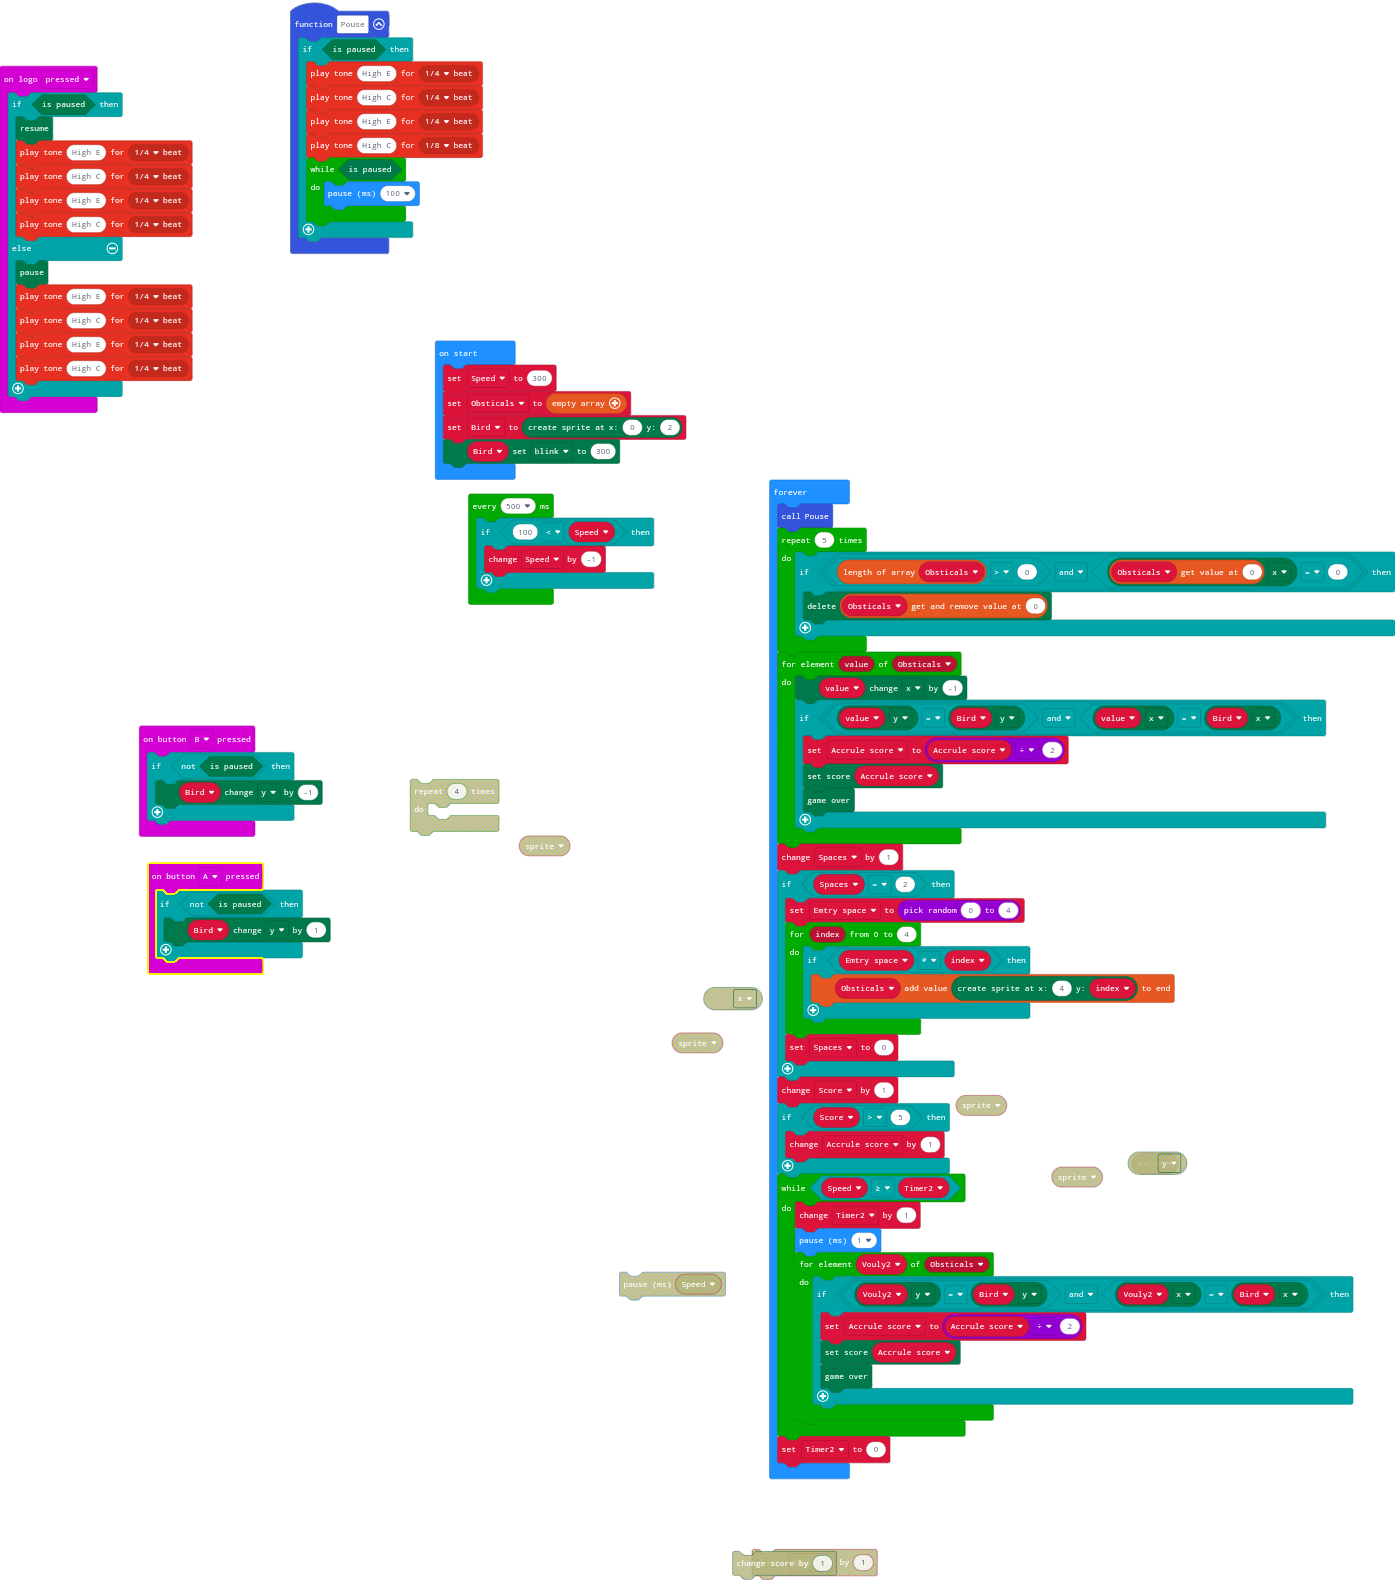 function Pouse
if is paused then
play tone High E for 1/4 beat
play tone High C for 1/4 beat
play tone High E for 1/4 beat
play tone High C for 1/8 beat
while is paused
do pause (ms) 100
on logo pressed
if is paused then
resume
play tone High E for 1/4 beat
play tone High C for 1/4 beat
play tone High E for 1/4 beat
play tone High C for 1/4 beat
else
pause
play tone High E for 1/4 beat
play tone High C for 1/4 beat
play tone High E for 1/4 beat
play tone High C for 1/4 beat
on start
set Speed to 300
set Obsticals to empty array
set Bird to create sprite at x: 0 y: 2
Bird set blink to 300
every 500 ms
if 100 < Speed then
change Speed by -1
on button B pressed
if not is paused then
Bird change y by -1
on button A pressed
if not is paused then
Bird change y by 1
repeat 4 times
do
sprite
x
sprite
pause (ms) Speed
forever
call Pouse
repeat 5 times
do
if length of array Obsticals > 0 and Obsticals get value at 0 x = 0 then
delete Obsticals get and remove value at 0
for element value of Obsticals
do
value change x by -1
if value y = Bird y and value x = Bird x then
set Accrule score to Accrule score ÷ 2
set score Accrule score
game over
change Spaces by 1
if Spaces = 2 then
set Emtry space to pick random 0 to 4
for index from 0 to 4
do
if Emtry space ≠ index then
Obsticals add value create sprite at x: 4 y: index to end
set Spaces to 0
change Score by 1
if Score > 5 then
change Accrule score by 1
while Speed ≥ Timer2
do
change Timer2 by 1
pause (ms) 1
for element Vouly2 of Obsticals
do
if Vouly2 y = Bird y and Vouly2 x = Bird x then
set Accrule score to Accrule score ÷ 2
set score Accrule score
game over
set Timer2 to 0
sprite
sprite
y
change score by 1 by 1